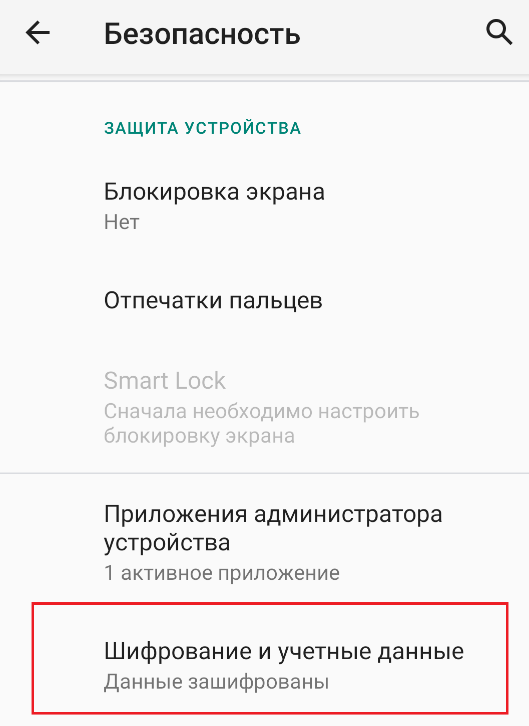 Безопасность
ЗАЩИТА УСТРОЙСТВА
Блокировка экрана
Нет
Отпечатки пальцев
Smart Lock
Сначала необходимо настроить
блокировку экрана
Приложения администратора
устройства
1 активное приложение
Шифрование и учетные данные
Данные зашифрованы